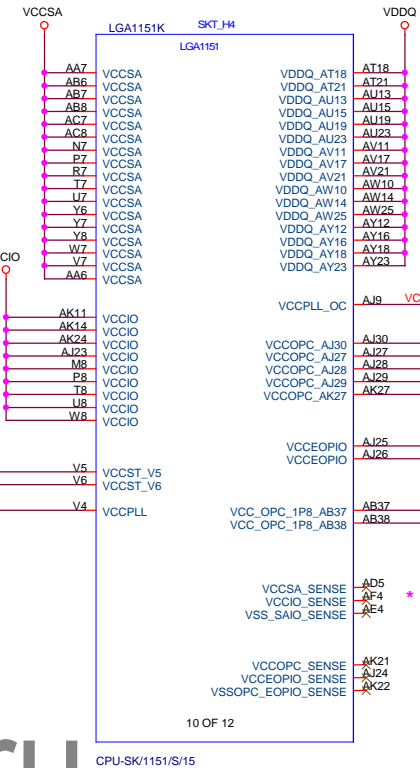 VCCSA VDDQ
LGA1151K SKT_H4
LGA1151
AA7 VCCSA VDDQ_AT18 AT18
AB6 VCCSA VDDQ_AT21 AT21
AB7 VCCSA VDDQ_AU13 AU13
AB8 VCCSA VDDQ_AU15 AU15
AC7 VCCSA VDDQ_AU19 AU19
AC8 VCCSA VDDQ_AU23 AU23
N7 VCCSA VDDQ_AV11 AV11
P7 VCCSA VDDQ_AV17 AV17
R7 VCCSA VDDQ_AV21 AV21
T7 VCCSA VDDQ_AW10 AW10
U7 VCCSA VDDQ_AW14 AW14
Y6 VCCSA VDDQ_AW25 AW25
Y7 VCCSA VDDQ_AY12 AY12
Y8 VCCSA VDDQ_AY16 AY16
W7 VCCSA VDDQ_AY18 AY18
V7 VCCSA VDDQ_AY23 AY23
AA6 VCCSA
CIO
VCCPLL_OC AJ9 VC
AK11 VCCIO
AK14 VCCIO
AK24 VCCIO VCCOPC_AJ30 AJ30
AJ23 VCCIO VCCOPC_AJ27 AJ27
M8 VCCIO VCCOPC_AJ28 AJ28
P8 VCCIO VCCOPC_AJ29 AJ29
T8 VCCIO VCCOPC_AK27 AK27
U8 VCCIO
W8 VCCIO
VCCEOPIO AJ25
VCCEOPIO AJ26
V5 VCCST_V5
V6 VCCST_V6
V4 VCCPLL VCC_OPC_1P8_AB37 AB37
VCC_OPC_1P8_AB38 AB38
VCCSA_SENSE AD5
VCCIO_SENSE AF4 *
VSS_SAIO_SENSE AE4
VCCOPC_SENSE AK21
VCCEOPIO_SENSE AJ24
VSSOPC_EOPIO_SENSE AK22
10 OF 12
CPU-SK/1151/S/15